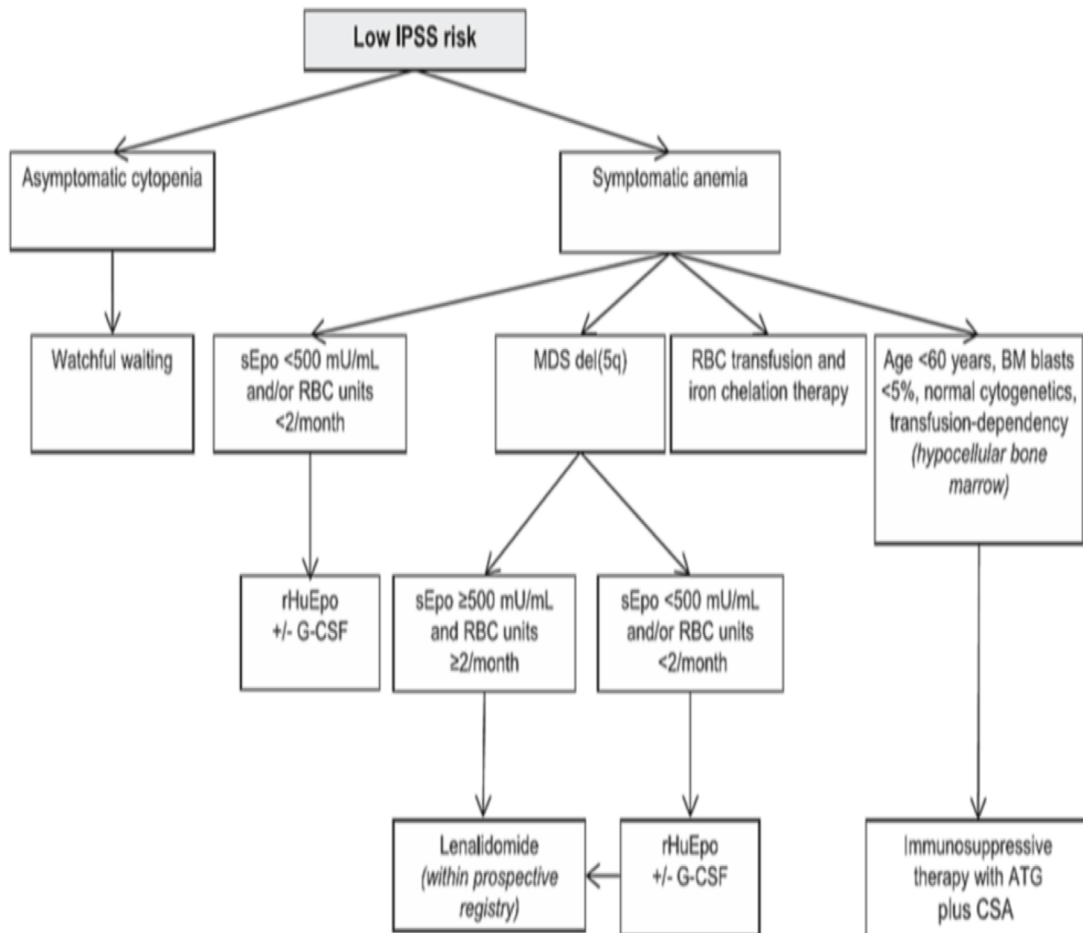 Low IPSS risk
Asymptomatic cytopenia
Symptomatic anemia
Watchful waiting
sEpo <500 mU/mL
and/or RBC units
<2/month
MDS del(5q)
RBC transfusion and
iron chelation therapy
Age <60 years, BM blasts
<5%, normal cytogenetics,
transfusion-dependency
(hypocellular bone
marrow)
rHuEpo
+/- G-CSF
sEpo ≥500 mU/mL
and RBC units
≥2/month
sEpo <500 mU/mL
and/or RBC units
<2/month
Lenalidomide
(within prospective
registry)
rHuEpo
+/- G-CSF
Immunosuppressive
therapy with ATG
plus CSA